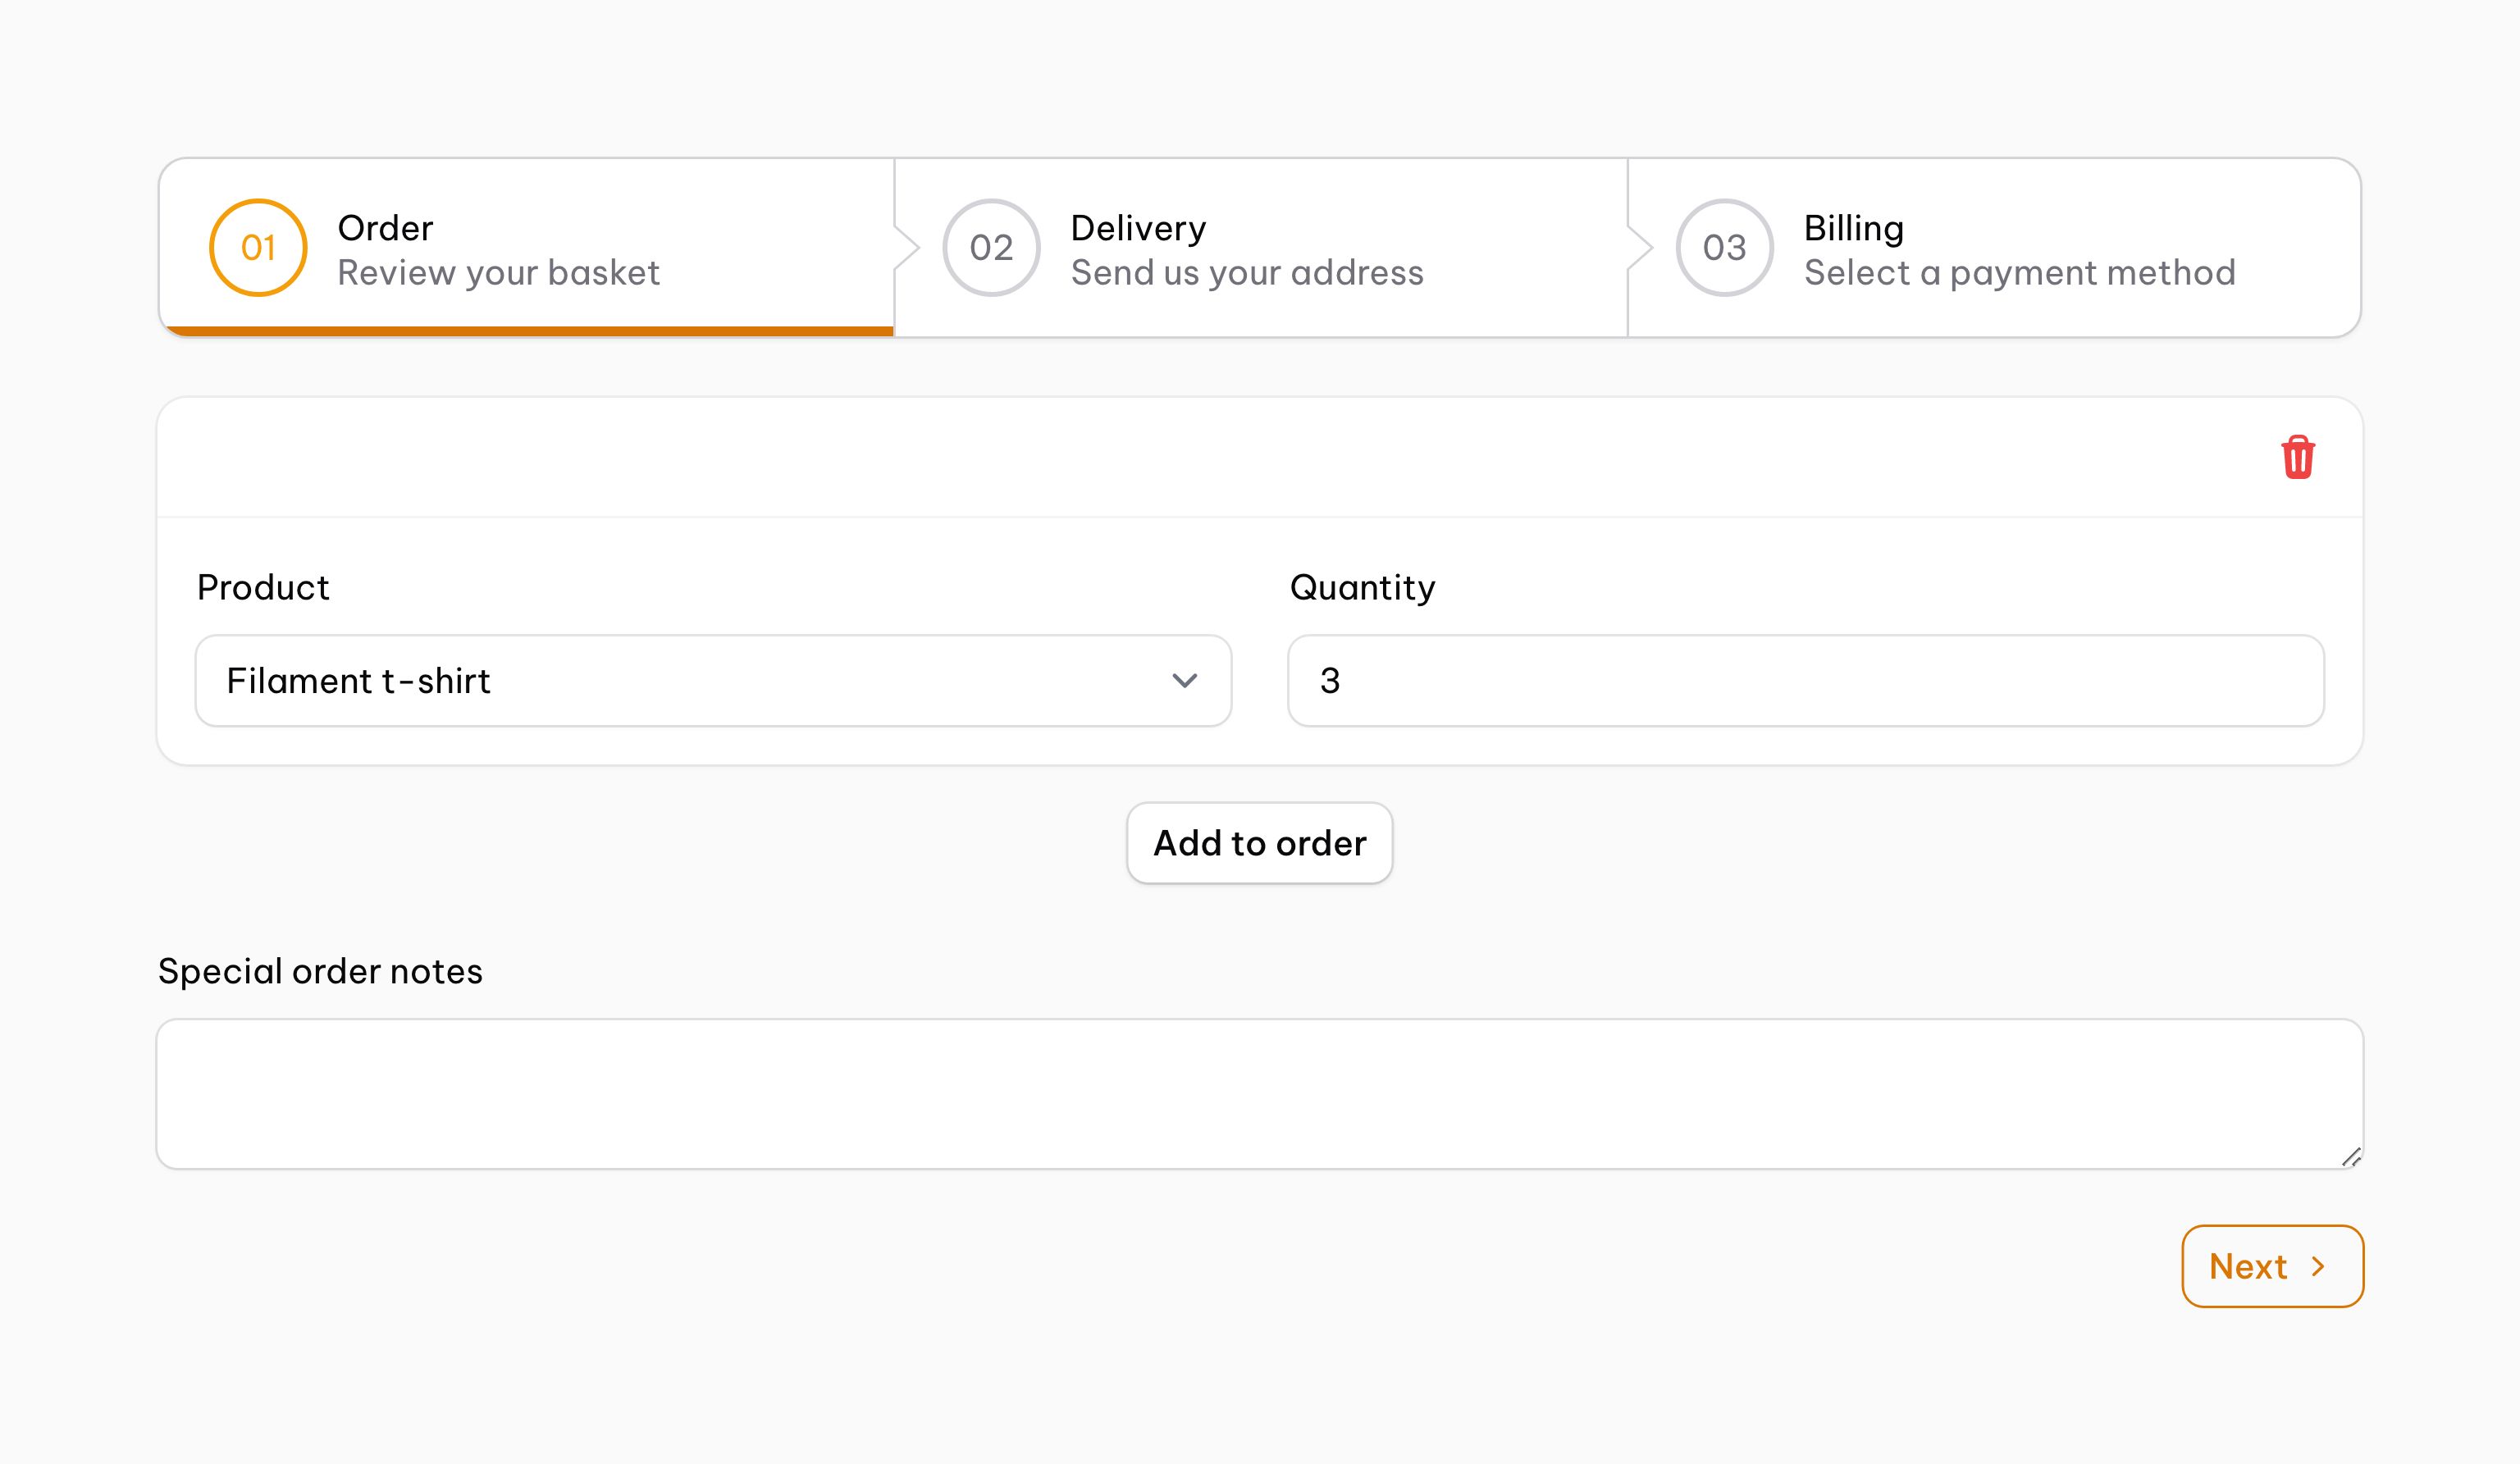 01
Order
Review your basket
02
Delivery
Send us your address
03
Billing
Select a payment method
Product
Quantity
Filament t-shirt
3
Add to order
Special order notes
Next